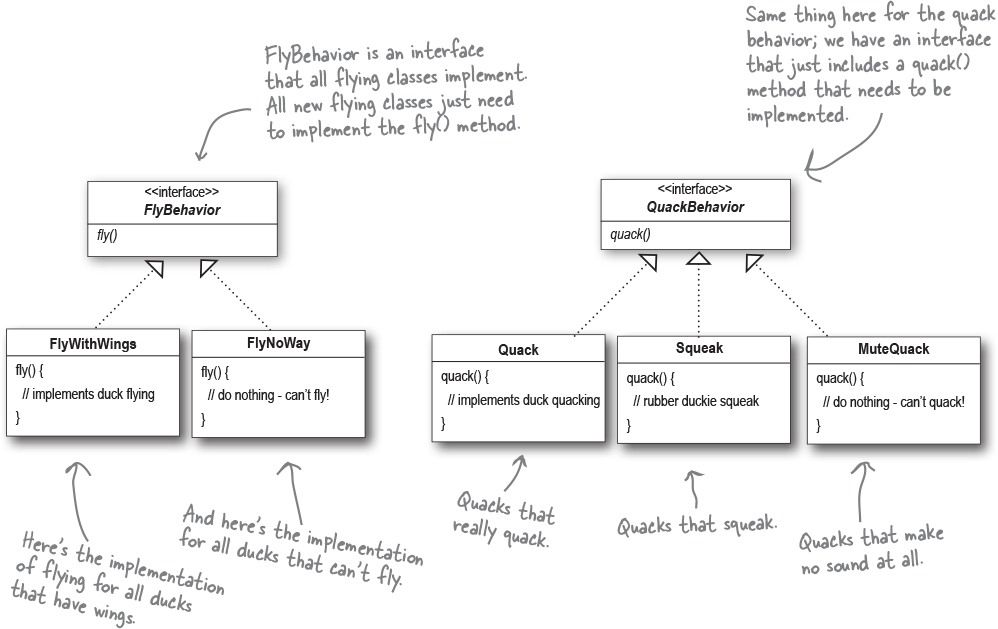 FlyBehavior is an interface
that all flying classes implement.
All new flying classes just need
to implement the fly() method.
Same thing here for the quack
behavior; we have an interface
that just includes a quack()
method that needs to be
implemented.
<<interface>>
FlyBehavior
fly()
<<interface>>
QuackBehavior
quack()
FlyWithWings
fly() {
// implements duck flying
}
FlyNoWay
fly() {
// do nothing - can't fly!
}
Quack
quack() {
// implements duck quacking
}
Squeak
quack() {
// rubber duckie squeak
}
MuteQuack
quack() {
// do nothing - can't quack!
}
Here's the implementation
of flying for all ducks
that have wings.
And here's the implementation
for all ducks that can't fly.
Quacks that
really quack.
Quacks that squeak.
Quacks that make
no sound at all.